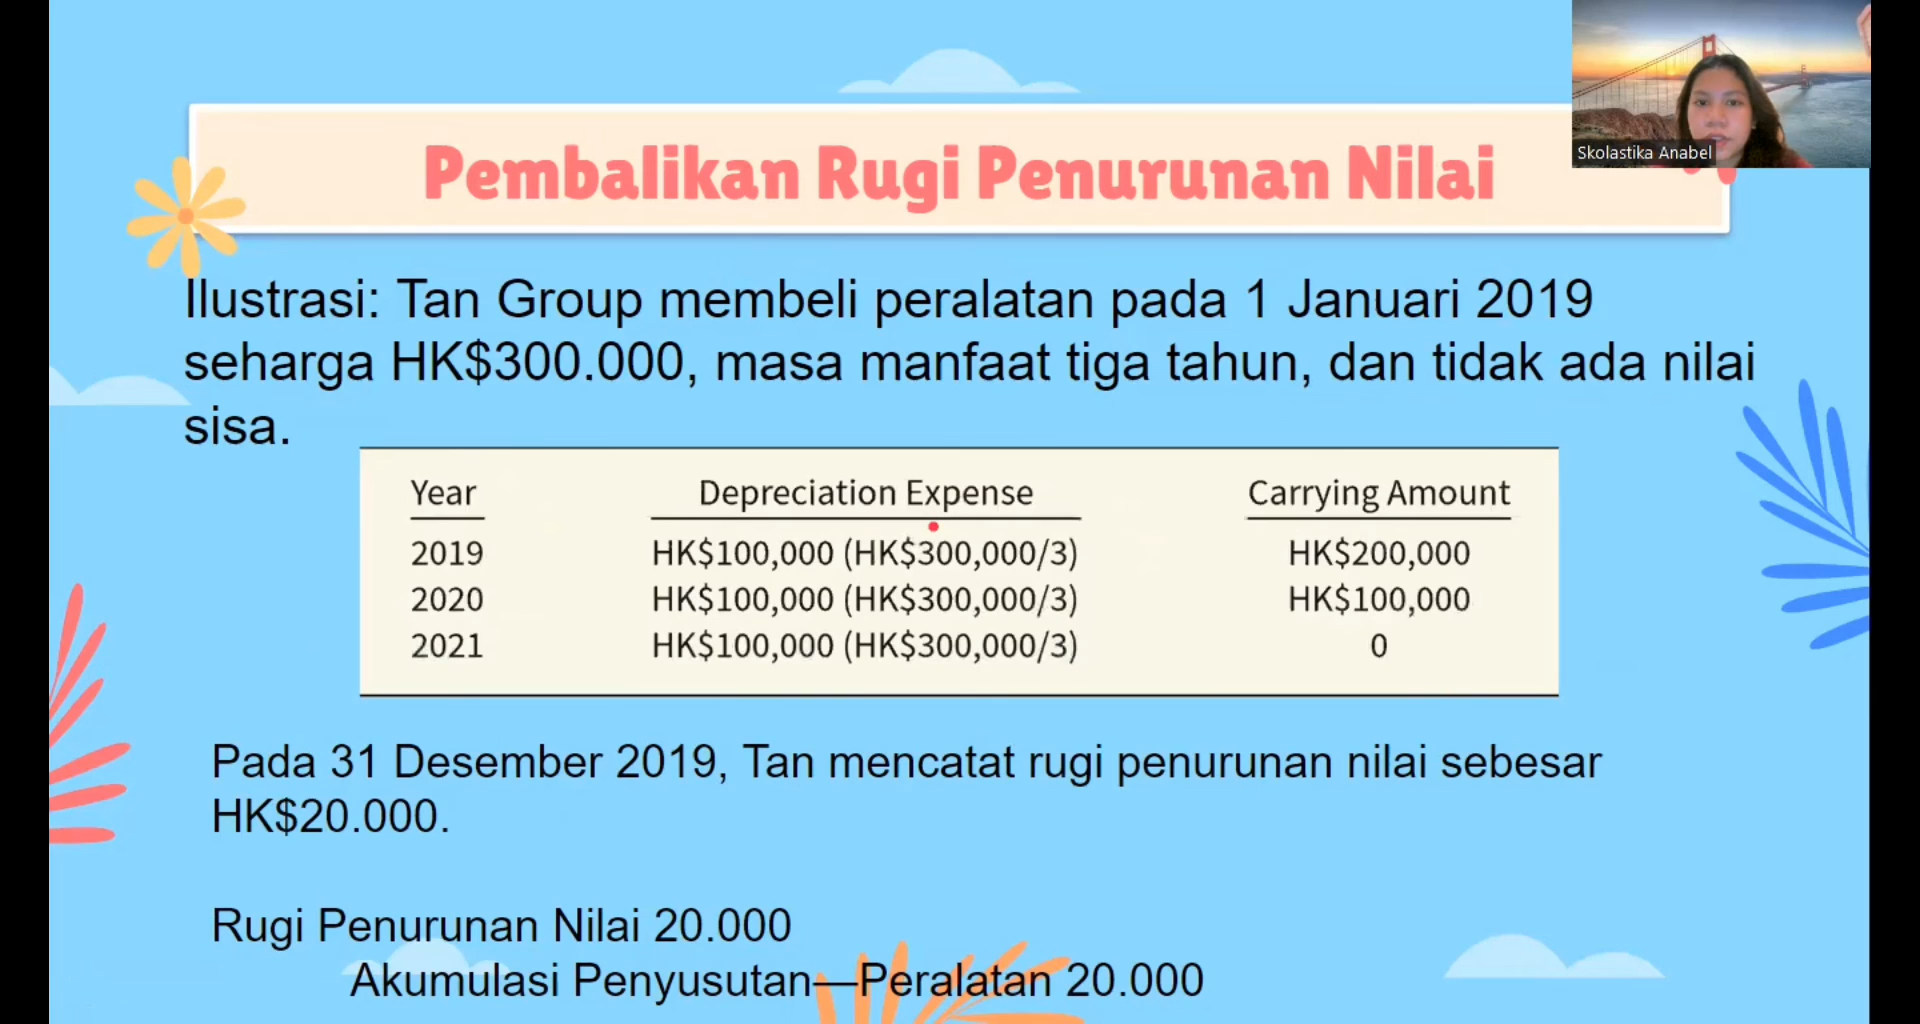 Skolastika Anabel
Pembalikan Rugi Penurunan Nilai
Ilustrasi: Tan Group membeli peralatan pada 1 Januari 2019
seharga HK$300.000, masa manfaat tiga tahun, dan tidak ada nilai
sisa.
Year Depreciation Expense Carrying Amount
2019 HK$100,000 (HK$300,000/3) HK$200,000
2020 HK$100,000 (HK$300,000/3) HK$100,000
2021 HK$100,000 (HK$300,000/3) 0
Pada 31 Desember 2019, Tan mencatat rugi penurunan nilai sebesar
HK$20.000.
Rugi Penurunan Nilai 20.000
Akumulasi Penyusutan—Peralatan 20.000